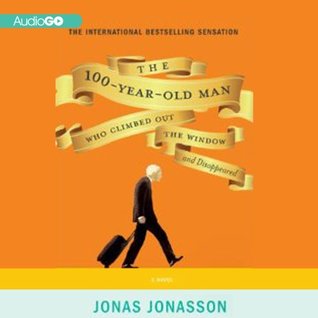 AudioGO
THE INTERNATIONAL BESTSELLING SENSATION
THE
100-YEAR-OLD MAN
WHO CLIMBED OUT
THE WINDOW
and Disappeared
a novel
JONAS JONASSON